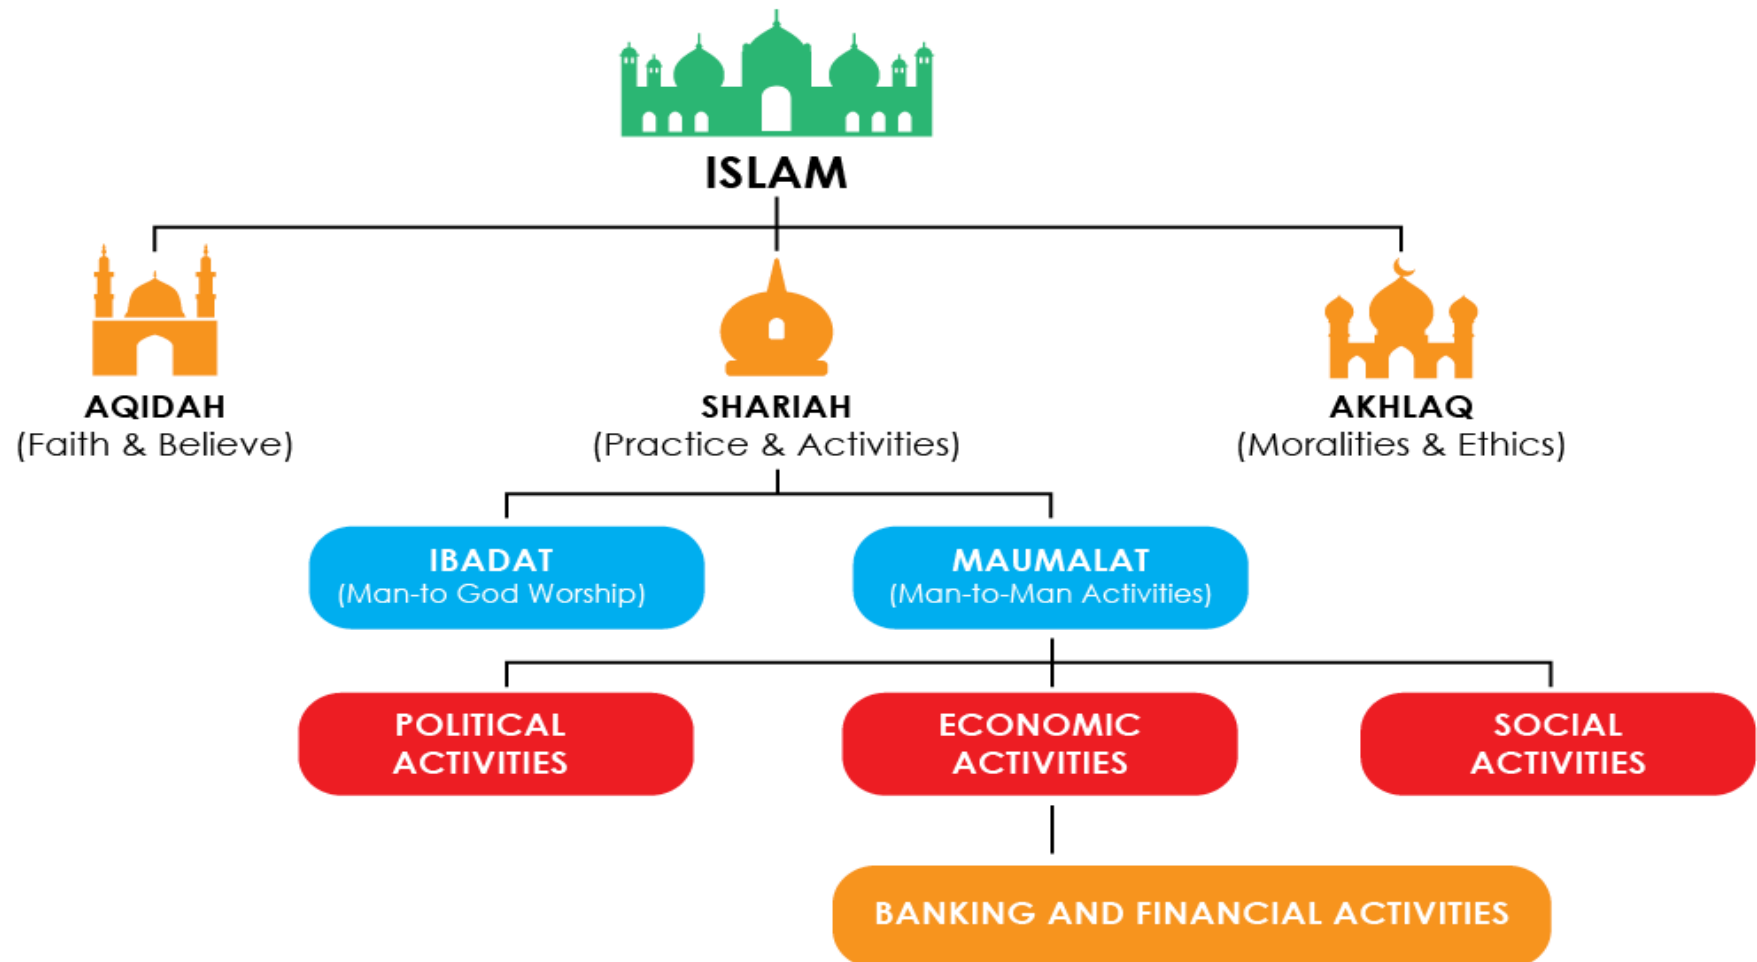 ISLAM
AQIDAH
(Faith & Believe)
SHARIAH
(Practice & Activities)
AKHLAQ
(Moralities & Ethics)
IBADAT
(Man-to God Worship)
MAUMALAT
(Man-to-Man Activities)
POLITICAL
ACTIVITIES
ECONOMIC
ACTIVITIES
SOCIAL
ACTIVITIES
BANKING AND FINANCIAL ACTIVITIES